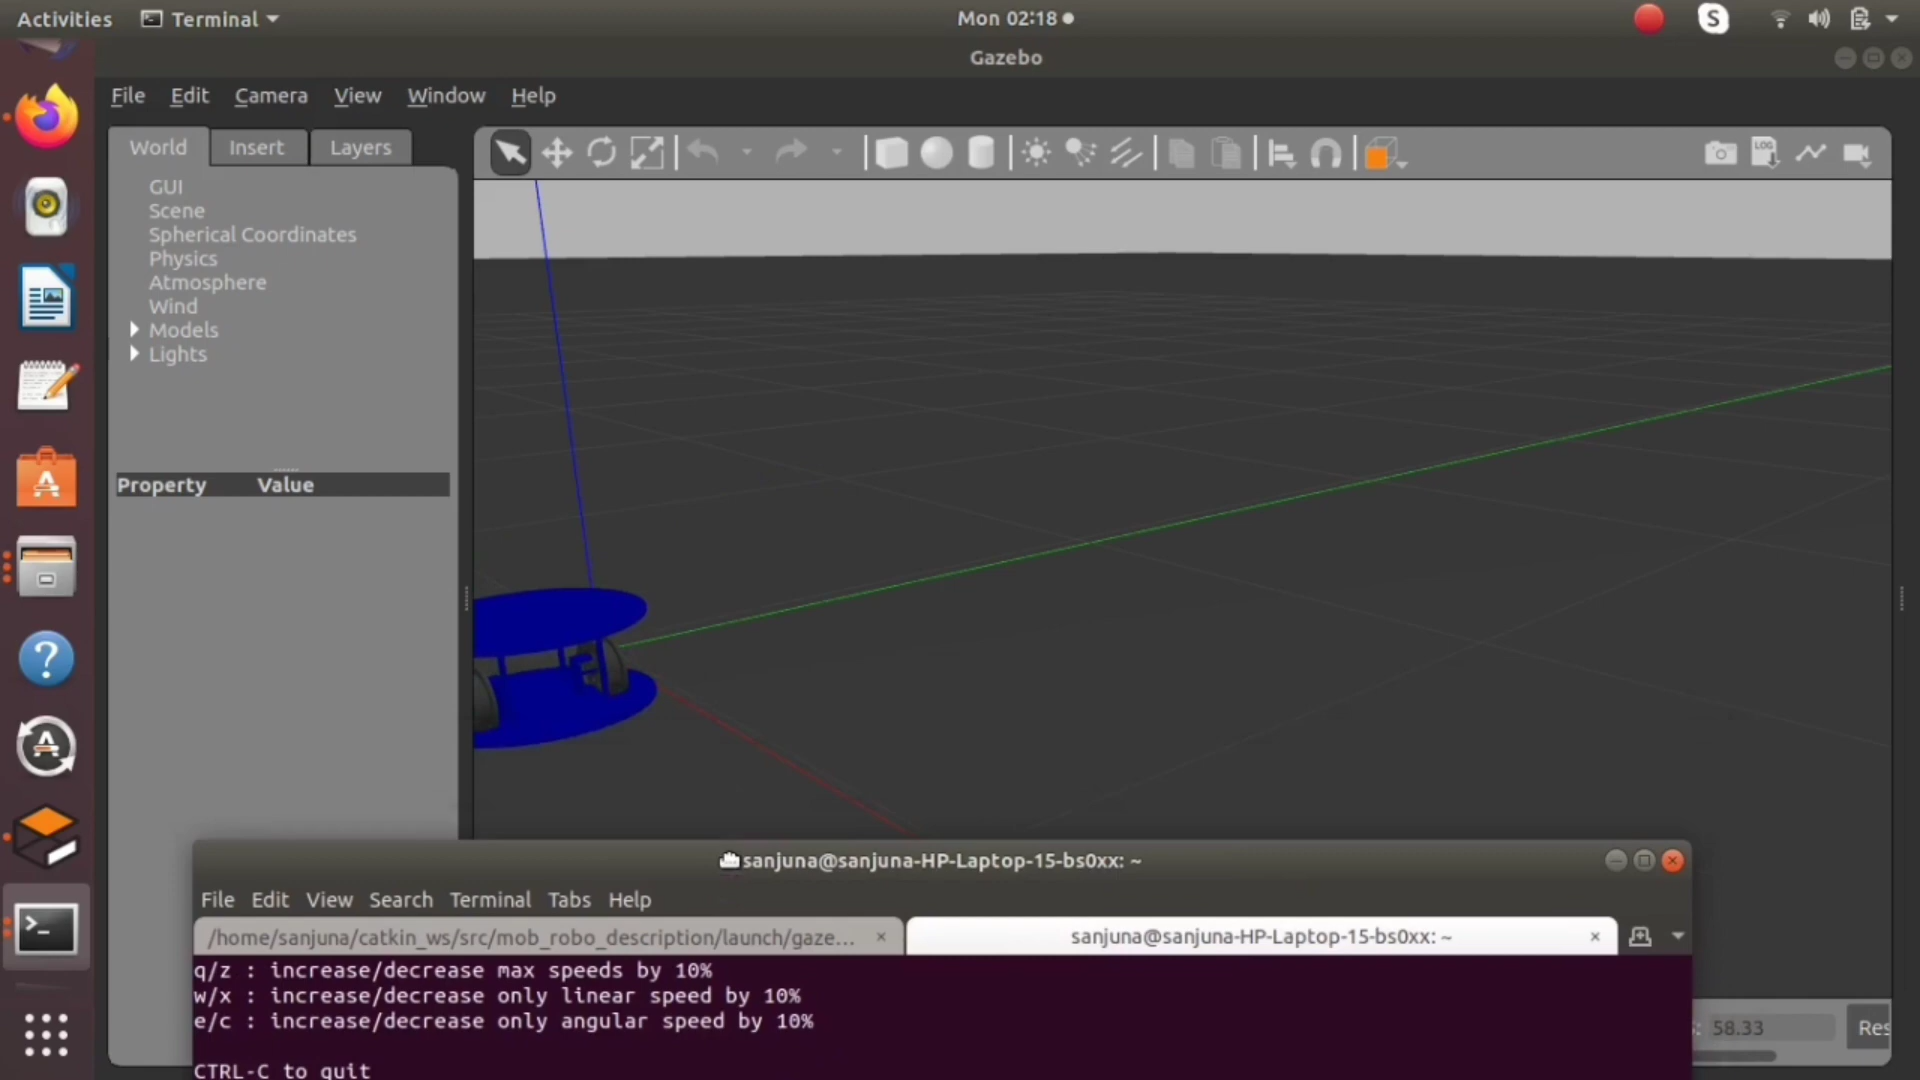 Activities Terminal Mon 02:18 S
Gazebo
File Edit Camera View Window Help
World Insert Layers
LOG
GUI
Scene
Spherical Coordinates
Physics
Atmosphere
Wind
Models
Lights
Property Value
sanjuna@sanjuna-HP-Laptop-15-bs0xx: ~
File Edit View Search Terminal Tabs Help
/home/sanjuna/catkin_ws/src/mob_robo_description/launch/gaze... × sanjuna@sanjuna-HP-Laptop-15-bs0xx: ~ ×
q/z : increase/decrease max speeds by 10%
w/x : increase/decrease only linear speed by 10%
e/c : increase/decrease only angular speed by 10%
58.33 Res
CTRL-C to quit